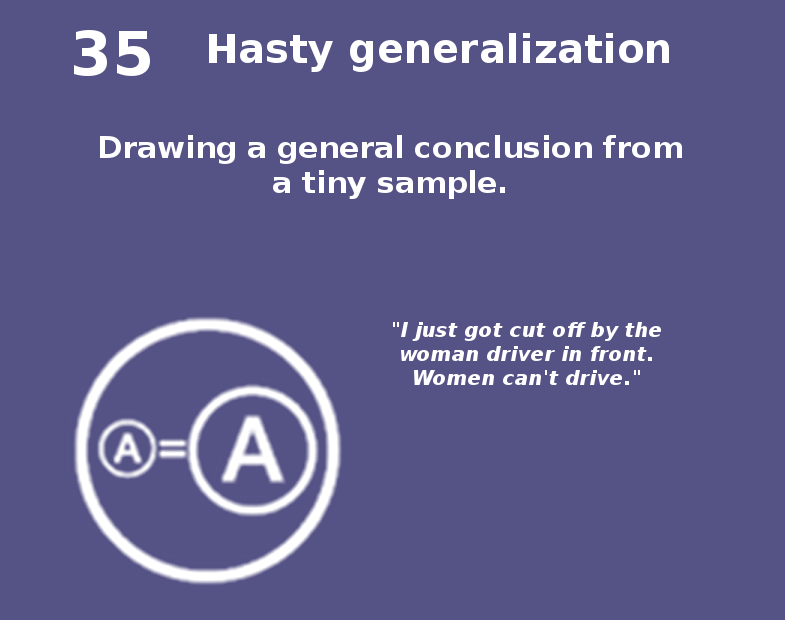 35 Hasty generalization
Drawing a general conclusion from
a tiny sample.
"I just got cut off by the
woman driver in front.
Women can't drive."
A=A